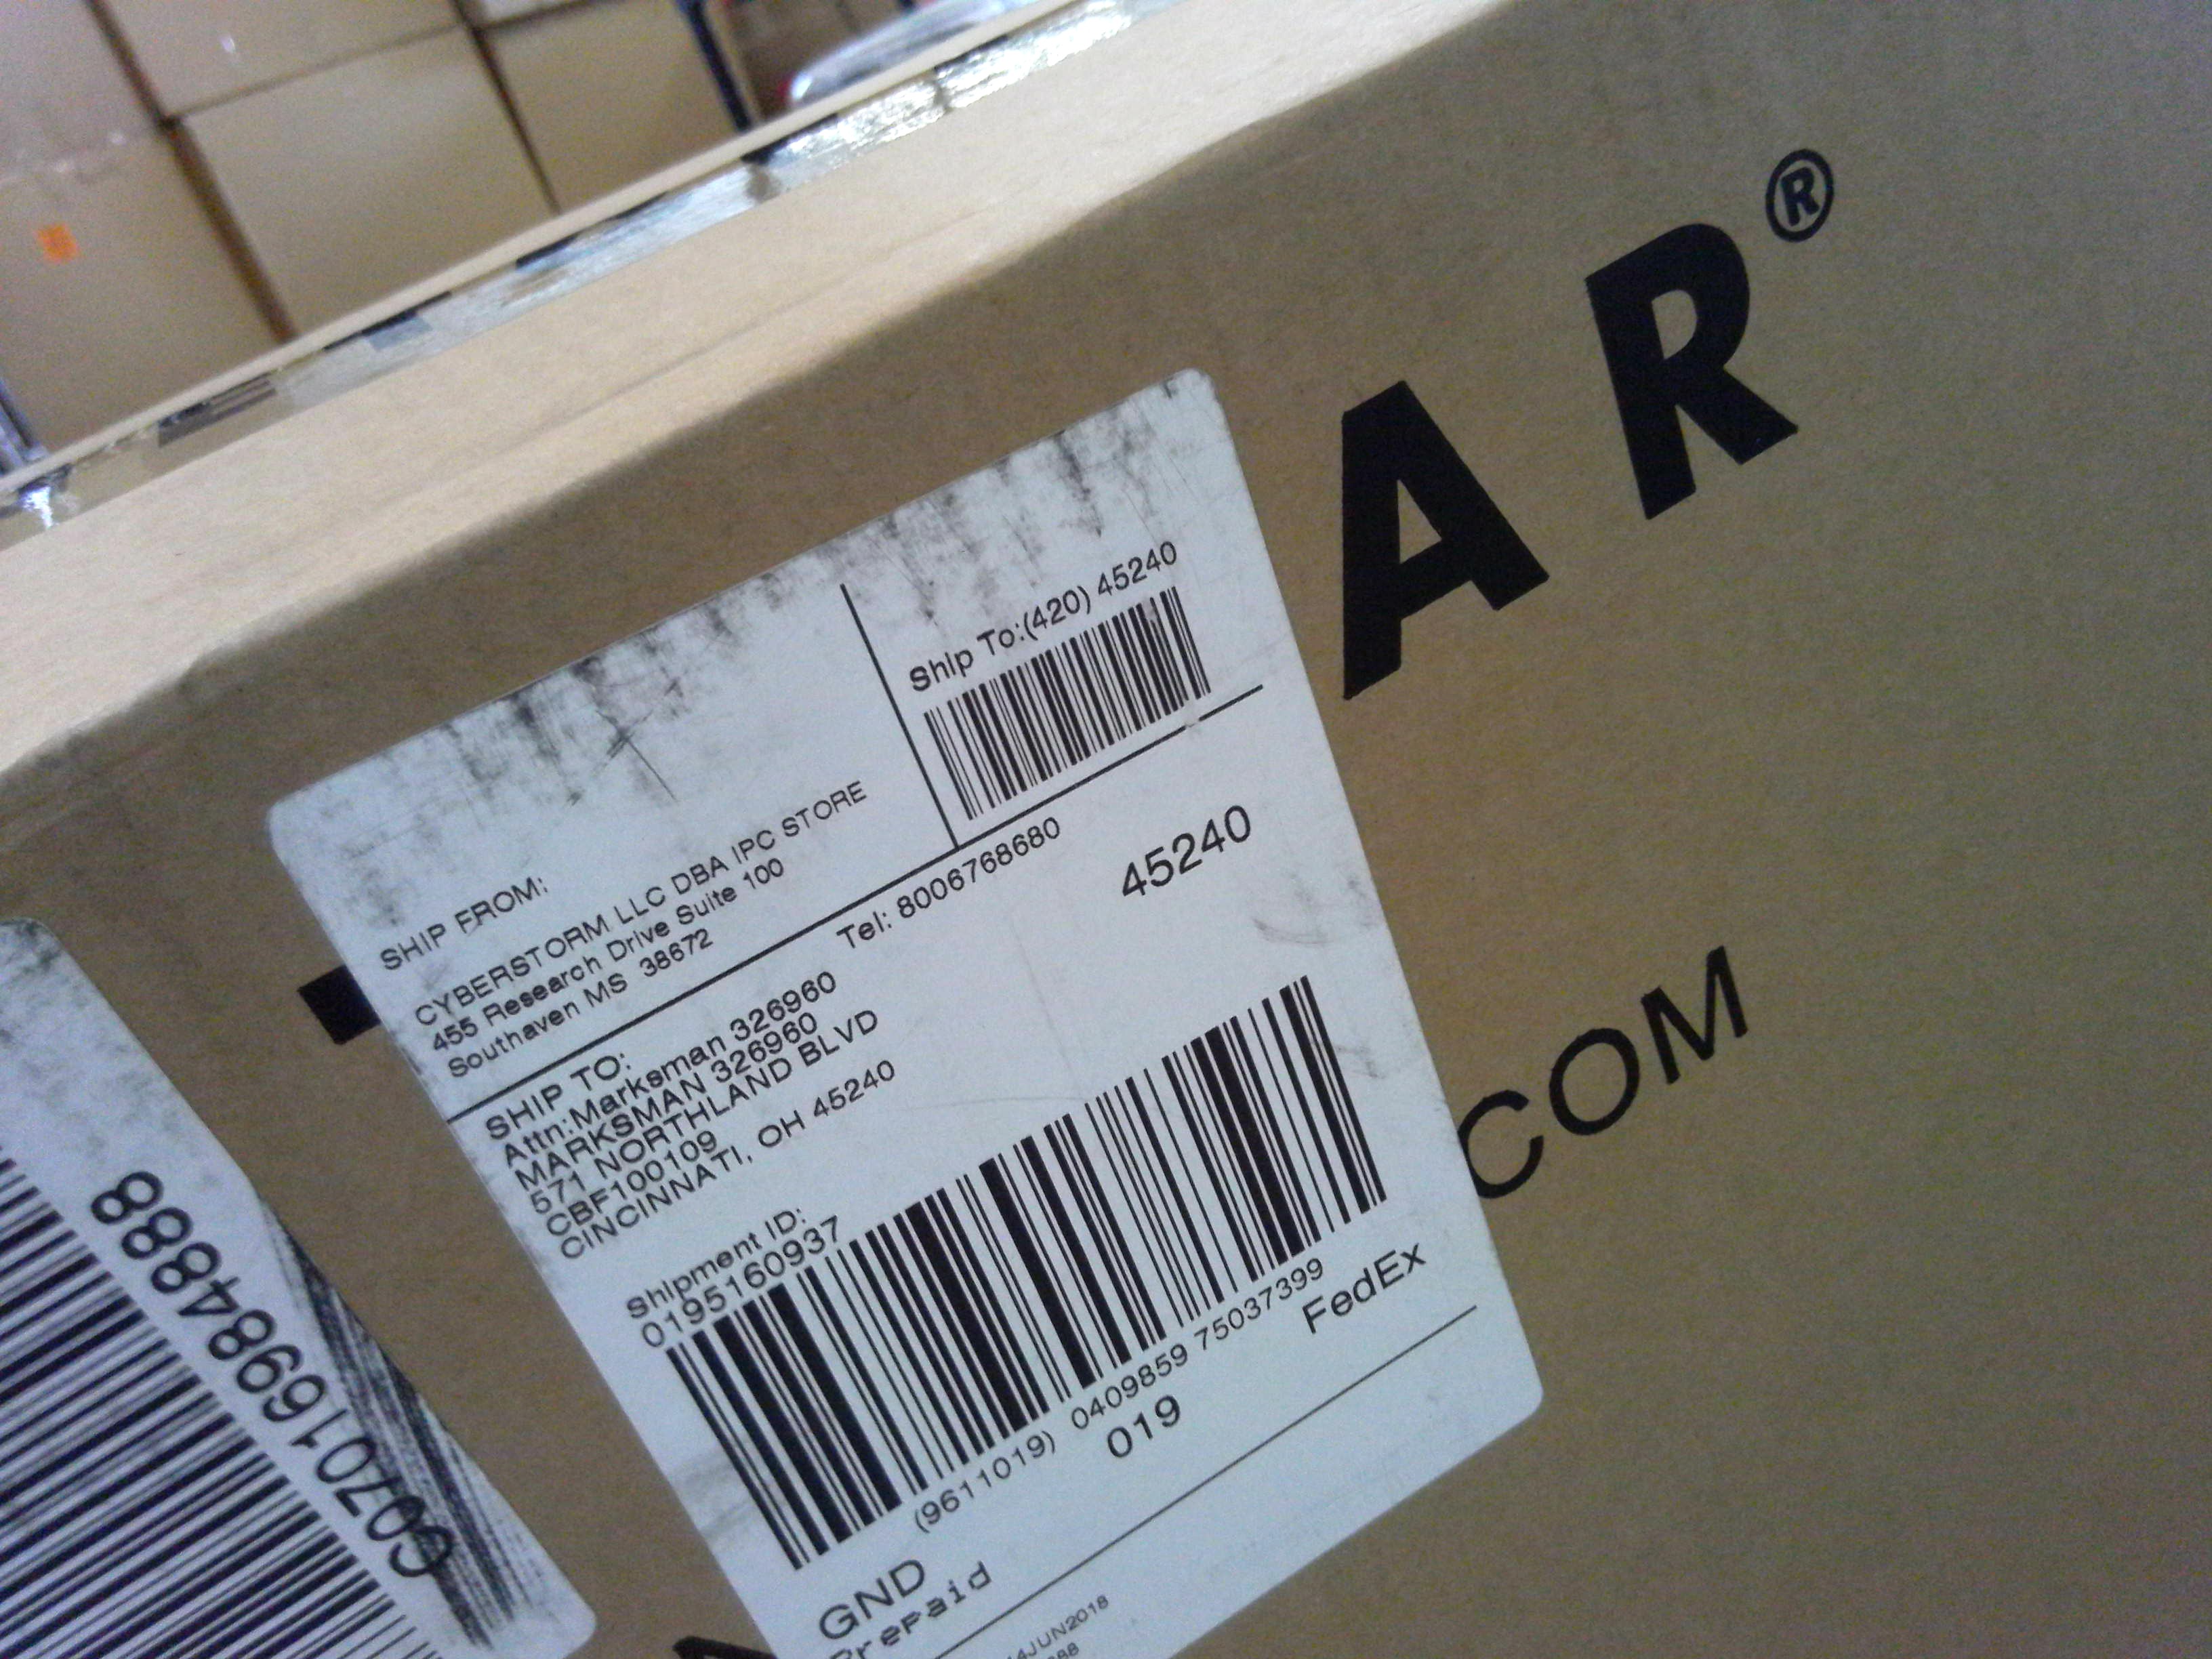 AR®
COM
Ship To:(420) 45240
SHIP FROM:
CYBERSTORM LLC DBA IPC STORE
455 Research Drive Suite 100
Southaven MS 38672
Tel: 8006768680
SHIP TO:
Attn:Marksman 326960
MARKSMAN 326960
571 NORTHLAND BLVD
CBF100109
CINCINNATI, OH 45240
45240
Shipment ID:
0195160937
(9611019) 0409859 75037399
019
FedEx
GND
Prepaid
4JUN2018
C07016984888